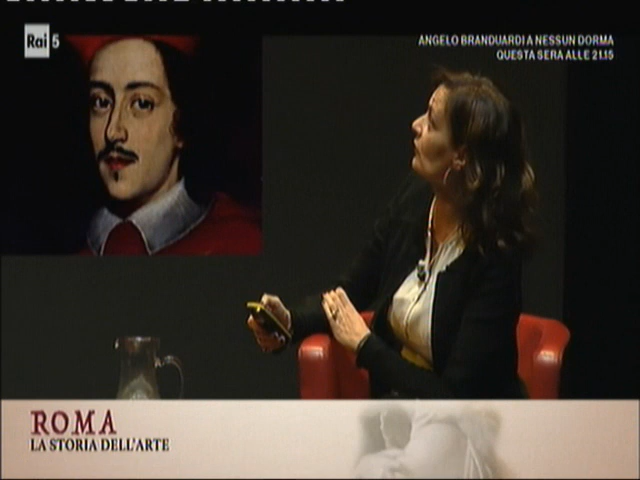 Rai 5
ANGELO BRANDUARDI A NESSUN DORMA
QUESTA SERA ALLE 21.15
ROMA
LA STORIA DELL'ARTE